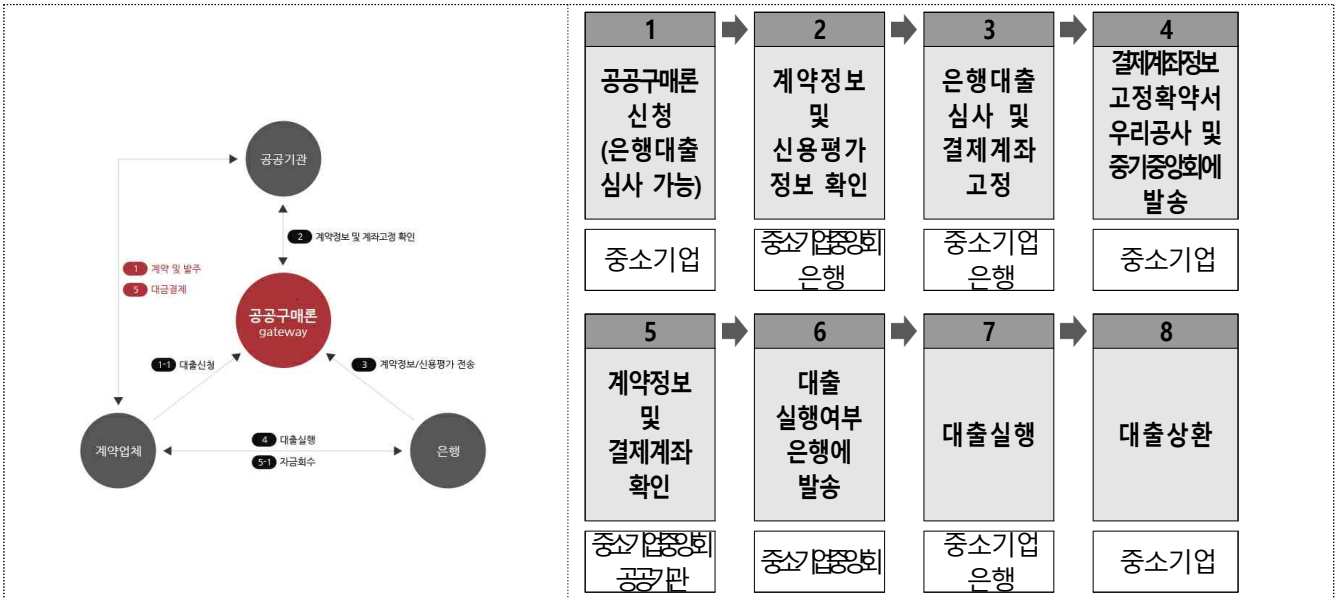 공공기관
2 계약정보 및 계좌고정 확인
1 계약 및 발주
5 대금결제
공공구매론
gateway
1-1 대출신청
3 계약정보/신용평가 전송
계약업체
4 대출실행
5-1 자금회수
은행
1
공공구매론
신청
(은행대출
심사 가능)
중소기업
2
계약정보
및
신용평가
정보 확인
중소기업중앙회
은행
3
은행대출
심사 및
결제계좌
고정
중소기업
은행
4
결제계좌정보
고정확약서
우리공사 및
중기중앙회에
발송
중소기업
5
계약정보
및
결제계좌
확인
중소기업중앙회
공공기관
6
대출
실행여부
은행에
발송
중소기업중앙회
7
대출실행
중소기업
은행
8
대출상환
중소기업